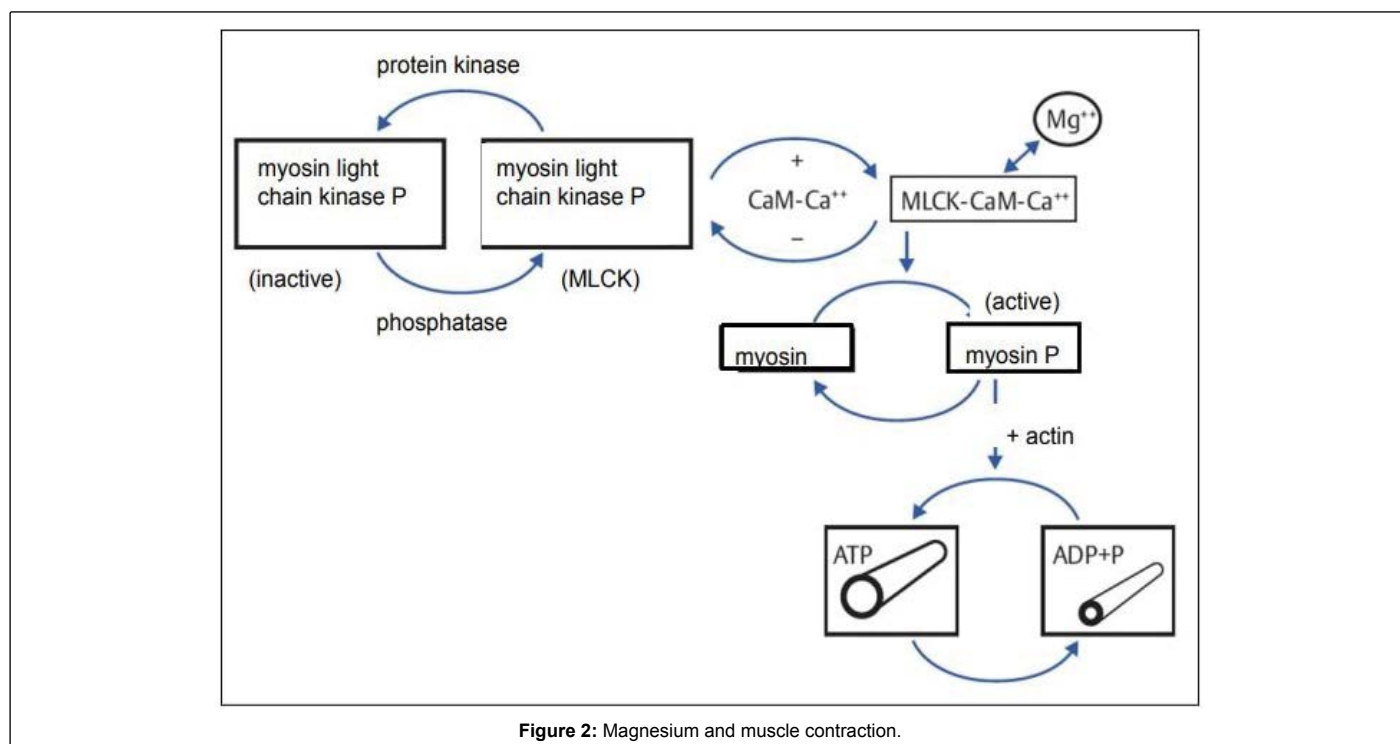 protein kinase
myosin light
chain kinase P
(inactive)
myosin light
chain kinase P
(MLCK)
phosphatase
+
CaM-Ca⁺⁺
–
Mg⁺⁺
MLCK-CaM-Ca⁺⁺
(active)
myosin
myosin P
+ actin
ATP
ADP+P
Figure 2: Magnesium and muscle contraction.